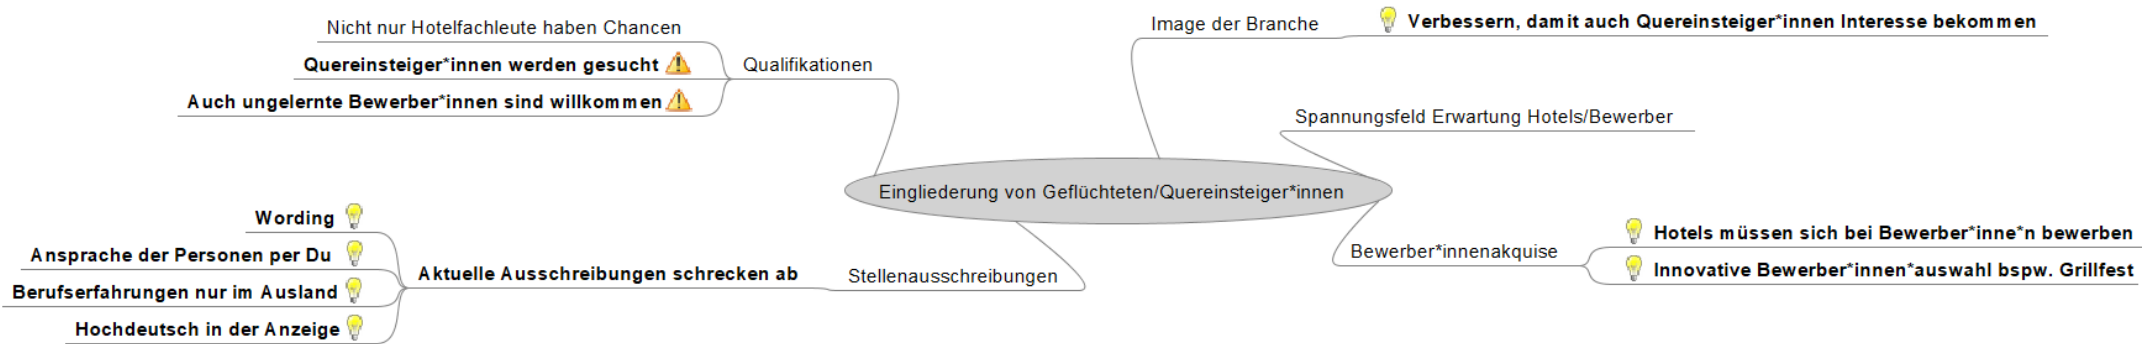 Eingliederung von Geflüchteten/Quereinsteiger*innen
Image der Branche
Verbessern, damit auch Quereinsteiger*innen Interesse bekommen
Spannungsfeld Erwartung Hotels/Bewerber
Bewerber*innenakquise
Hotels müssen sich bei Bewerber*inne*n bewerben
Innovative Bewerber*innen*auswahl bspw. Grillfest
Qualifikationen
Nicht nur Hotelfachleute haben Chancen
Quereinsteiger*innen werden gesucht
Auch ungelernte Bewerber*innen sind willkommen
Stellenausschreibungen
Aktuelle Ausschreibungen schrecken ab
Wording
Ansprache der Personen per Du
Berufserfahrungen nur im Ausland
Hochdeutsch in der Anzeige